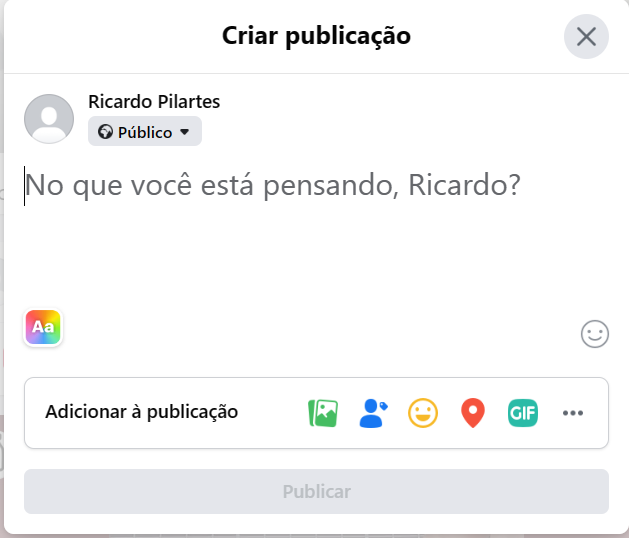 Criar publicação
Ricardo Pilartes
Público
No que você está pensando, Ricardo?
Aa
Adicionar à publicação
GIF
Publicar